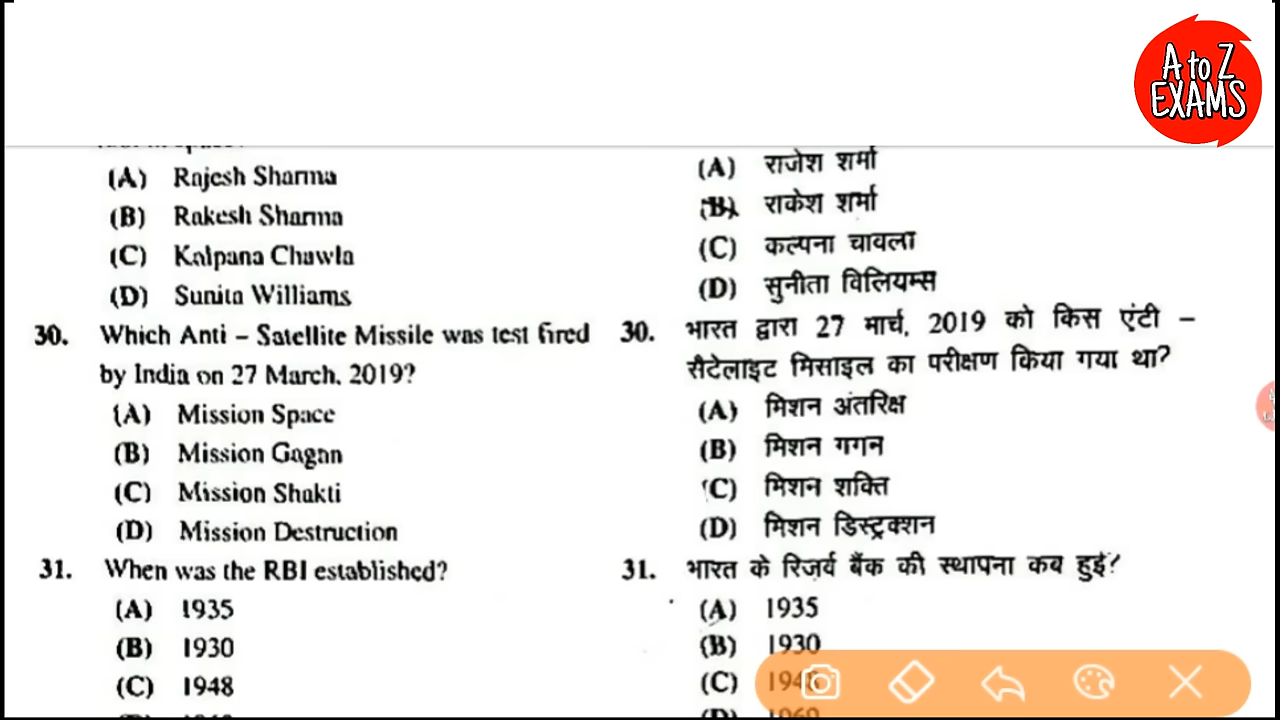 A to Z
EXAMS
(A) Rajesh Sharma
(B) Rakesh Sharma
(C) Kalpana Chawla
(D) Sunita Williams
30. Which Anti – Satellite Missile was test fired
by India on 27 March, 2019?
(A) Mission Space
(B) Mission Gagan
(C) Mission Shakti
(D) Mission Destruction
31. When was the RBI established?
(A) 1935
(B) 1930
(C) 1948
(A) राजेश शर्मा
(B) राकेश शर्मा
(C) कल्पना चावला
(D) सुनीता विलियम्स
30. भारत द्वारा 27 मार्च, 2019 को किस एंटी –
सैटेलाइट मिसाइल का परीक्षण किया गया था?
(A) मिशन अंतरिक्ष
(B) मिशन गगन
(C) मिशन शक्ति
(D) मिशन डिस्ट्रक्शन
31. भारत के रिजर्व बैंक की स्थापना कब हुई?
(A) 1935
(B) 1930
(C) 1948
(D) 1969